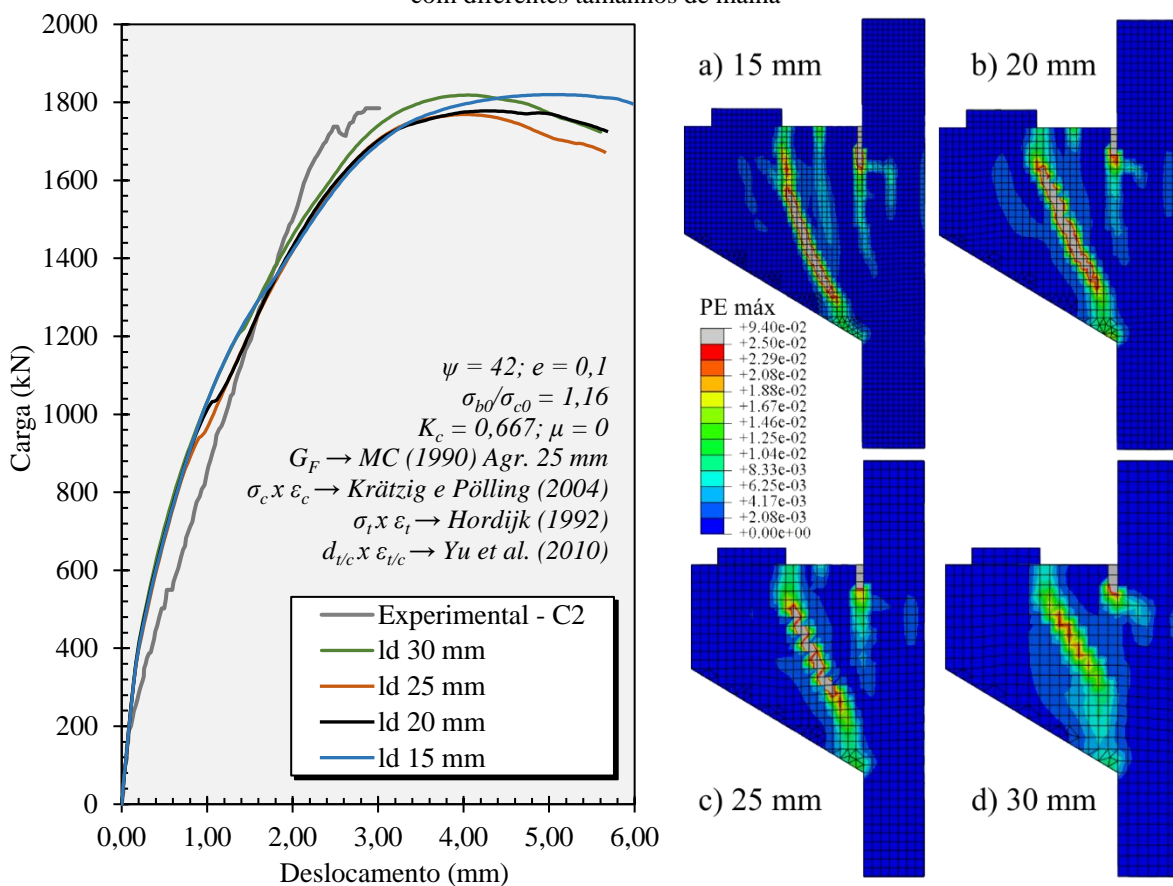 com diferentes tamanhos de malha
2000
1800
1600
1400
1200
1000
800
600
400
200
0
Carga (kN)
0,00
1,00
2,00
3,00
4,00
5,00
6,00
Deslocamento (mm)
ψ = 42; e = 0,1
σb0/σc0 = 1,16
Kc = 0,667; μ = 0
GF → MC (1990) Agr. 25 mm
σc x εc → Krätzig e Pölling (2004)
σt x εt → Hordijk (1992)
dt/c x εt/c → Yu et al. (2010)
Experimental - C2
ld 30 mm
ld 25 mm
ld 20 mm
ld 15 mm
a) 15 mm
b) 20 mm
PE máx
+9.40e-02
+2.50e-02
+2.29e-02
+2.08e-02
+1.88e-02
+1.67e-02
+1.46e-02
+1.25e-02
+1.04e-02
+8.33e-03
+6.25e-03
+4.17e-03
+2.08e-03
+0.00e+00
c) 25 mm
d) 30 mm